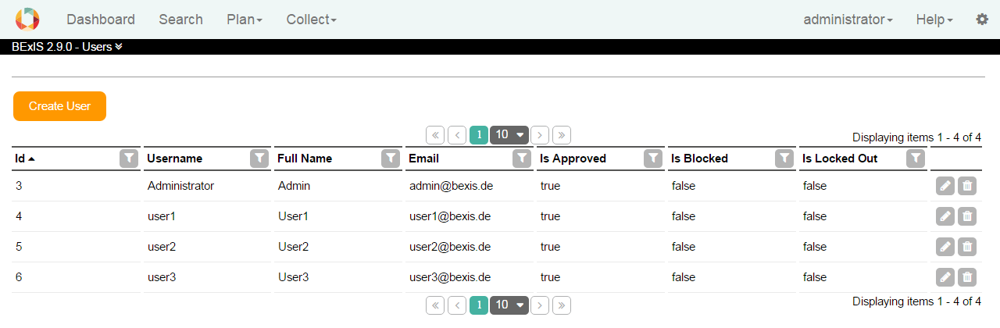 Dashboard Search Plan Collect administrator Help
BExIS 2.9.0 - Users
Create User
1 10 Displaying items 1 - 4 of 4
Id Username Full Name Email Is Approved Is Blocked Is Locked Out
3 Administrator Admin admin@bexis.de true false false
4 user1 User1 user1@bexis.de true false false
5 user2 User2 user2@bexis.de true false false
6 user3 User3 user3@bexis.de true false false
1 10 Displaying items 1 - 4 of 4